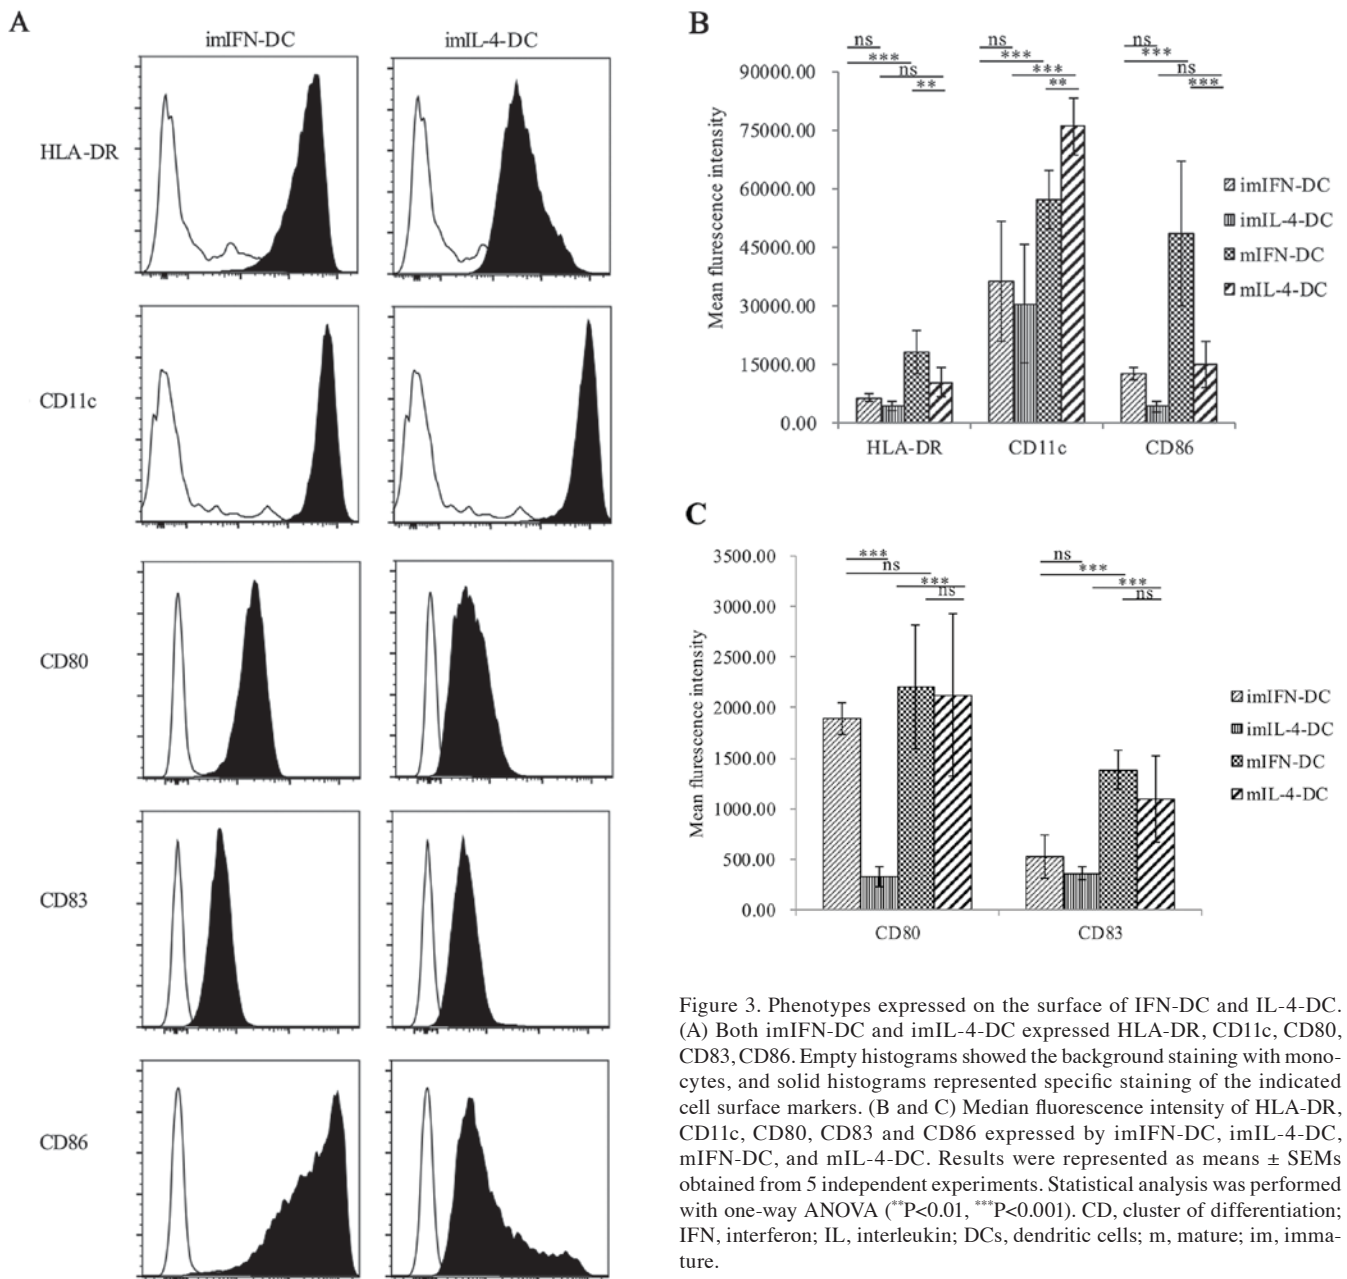 A
imIFN-DC
imIL-4-DC
HLA-DR
CD11c
CD80
CD83
CD86
B
ns
***
ns
**
ns
***
***
**
ns
***
ns
***
90000.00
75000.00
60000.00
45000.00
30000.00
15000.00
0.00
Mean flurescence intensity
HLA-DR
CD11c
CD86
imIFN-DC
imIL-4-DC
mIFN-DC
mIL-4-DC
C
***
ns
***
ns
ns
***
***
ns
3500.00
3000.00
2500.00
2000.00
1500.00
1000.00
500.00
0.00
Mean flurescence intensity
CD80
CD83
imIFN-DC
imIL-4-DC
mIFN-DC
mIL-4-DC
Figure 3. Phenotypes expressed on the surface of IFN-DC and IL-4-DC.
(A) Both imIFN-DC and imIL-4-DC expressed HLA-DR, CD11c, CD80,
CD83, CD86. Empty histograms showed the background staining with mono-
cytes, and solid histograms represented specific staining of the indicated
cell surface markers. (B and C) Median fluorescence intensity of HLA-DR,
CD11c, CD80, CD83 and CD86 expressed by imIFN-DC, imIL-4-DC,
mIFN-DC, and mIL-4-DC. Results were represented as means ± SEMs
obtained from 5 independent experiments. Statistical analysis was performed
with one-way ANOVA (**P<0.01, ***P<0.001). CD, cluster of differentiation;
IFN, interferon; IL, interleukin; DCs, dendritic cells; m, mature; im, imma-
ture.